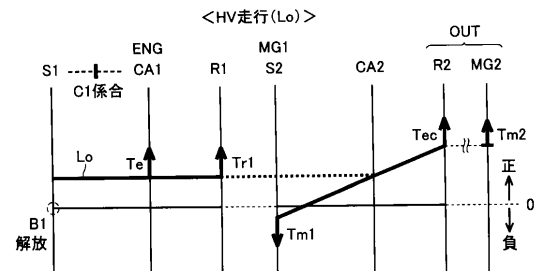 <HV走行(Lo)>
OUT
ENG
MG1
S1
C1係合
CA1
R1
S2
CA2
R2
MG2
Lo
Te
Tr1
Tec
Tm2
正
0
負
B1
解放
Tm1